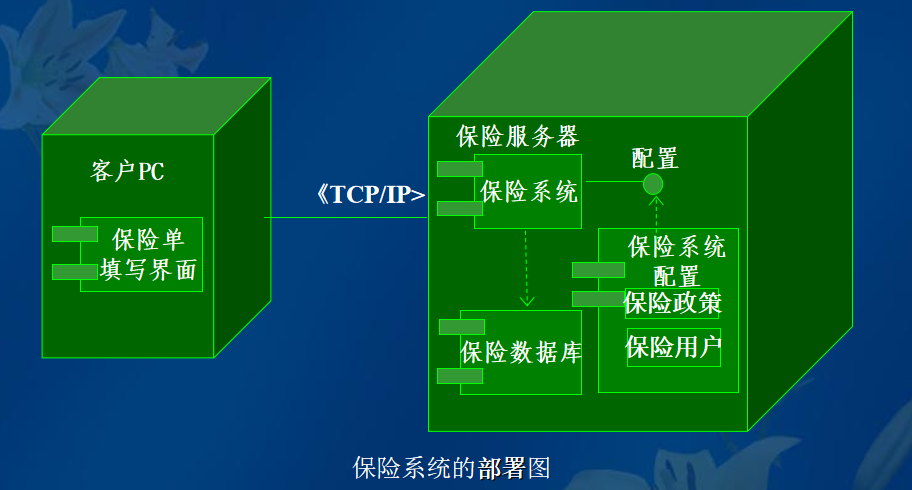 客户PC
保险单
填写界面
《TCP/IP>
保险服务器
保险系统
配置
保险数据库
保险系统
配置
保险政策
保险用户
保险系统的部署图